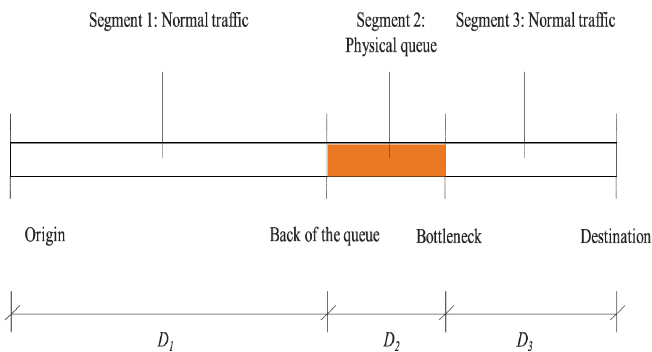 Segment 1: Normal traffic
Segment 2:
Physical queue
Segment 3: Normal traffic
Origin
Back of the queue
Bottleneck
Destination
D1
D2
D3